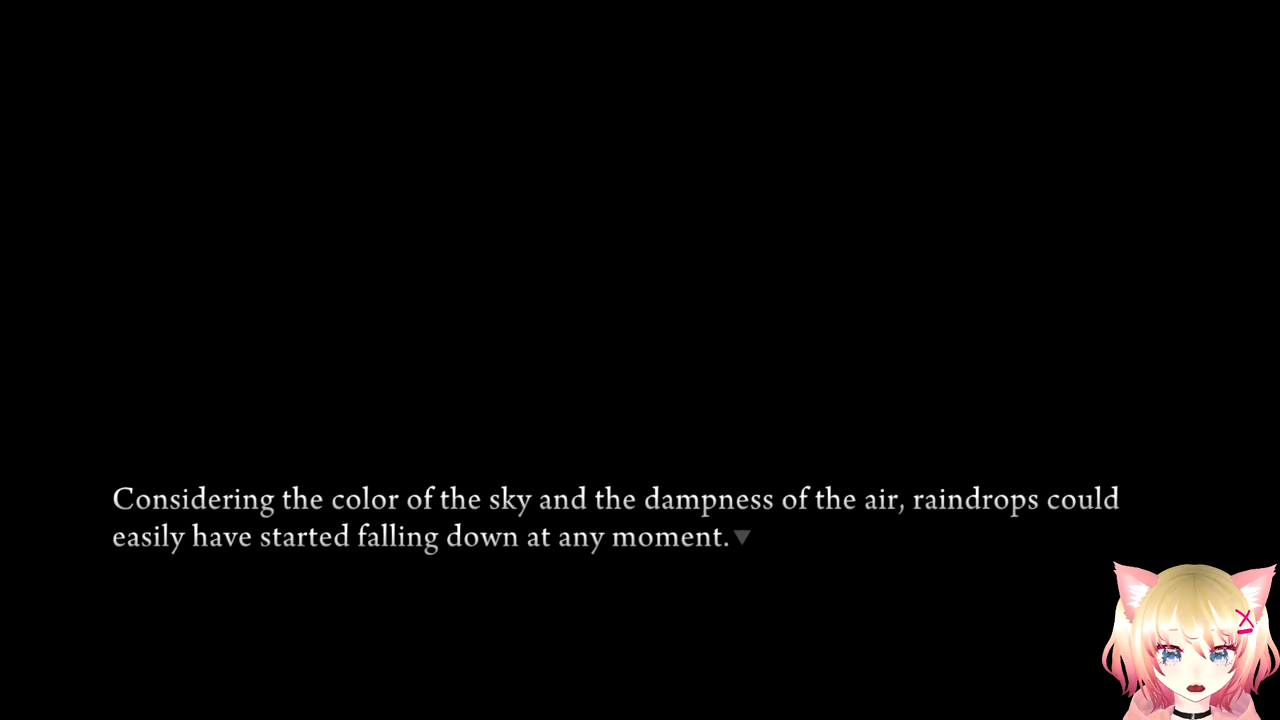 Considering the color of the sky and the dampness of the air, raindrops could
easily have started falling down at any moment.